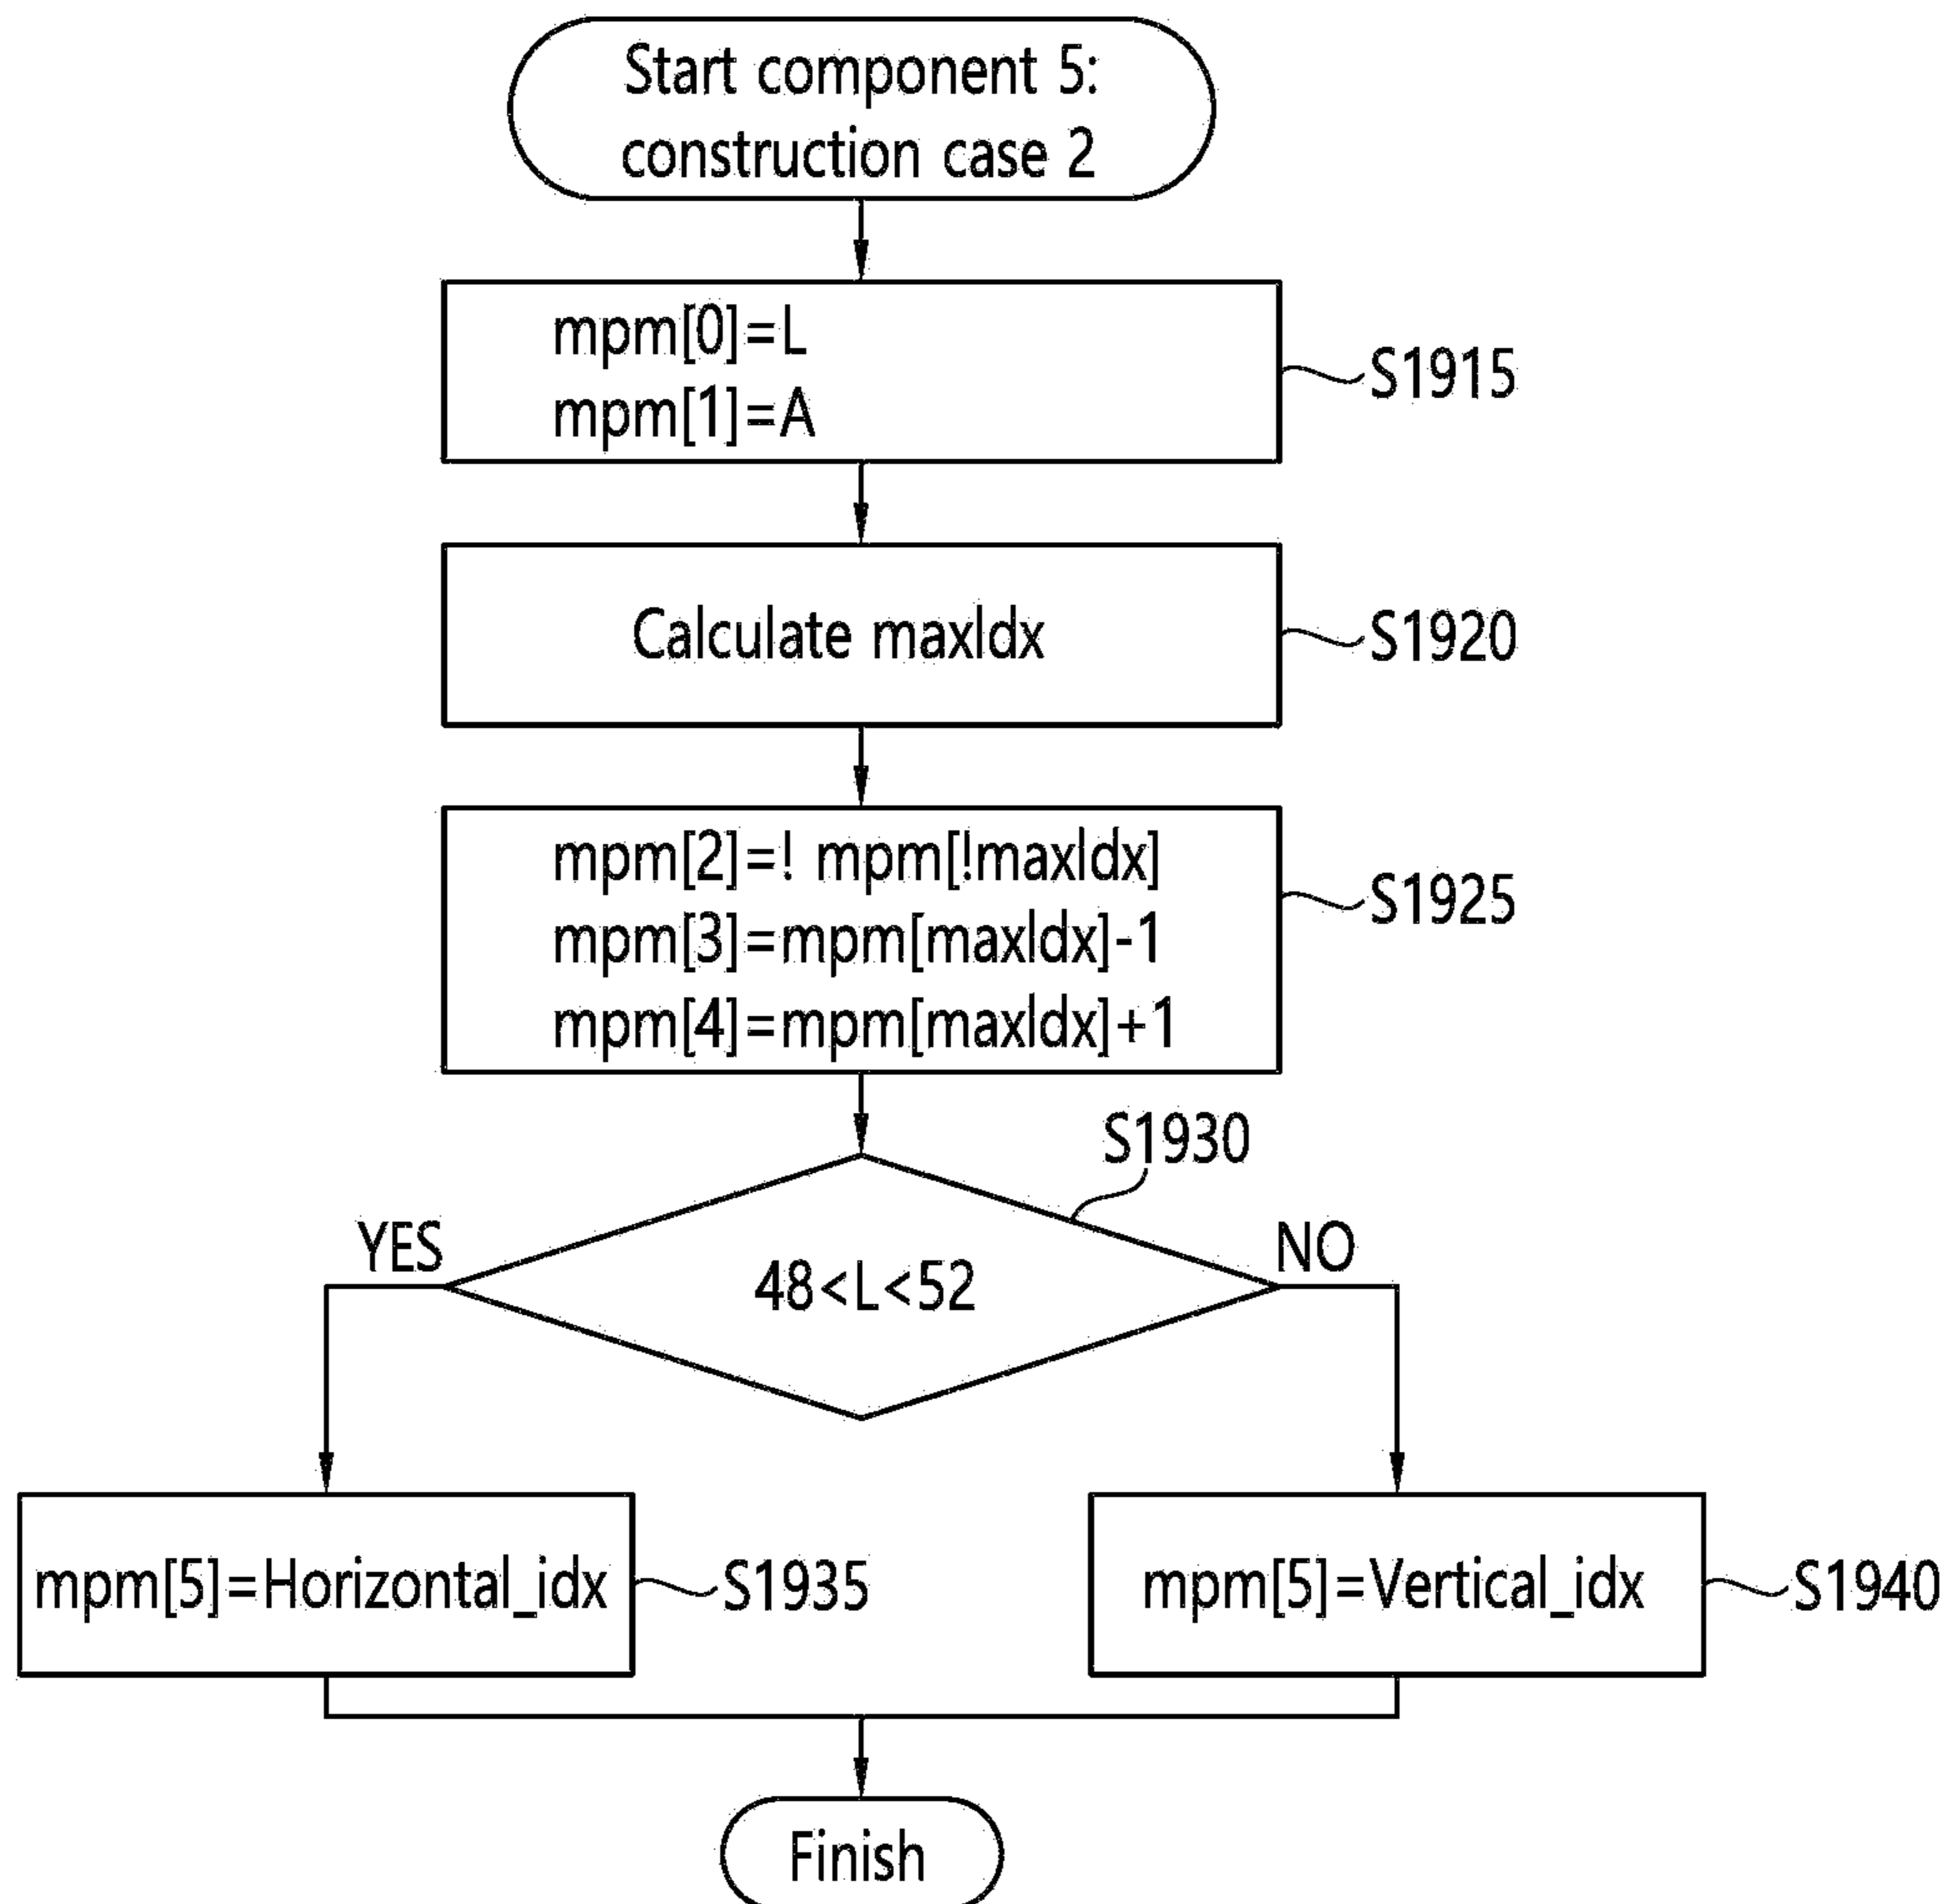 Start component 5:
construction case 2
mpm[0]=L
mpm[1]=A
S1915
Calculate maxIdx
S1920
mpm[2]=! mpm[!maxIdx]
mpm[3]=mpm[maxIdx]-1
mpm[4]=mpm[maxIdx]+1
S1925
S1930
YES
NO
48<L<52
mpm[5]=Horizontal_idx
S1935
mpm[5]=Vertical_idx
S1940
Finish